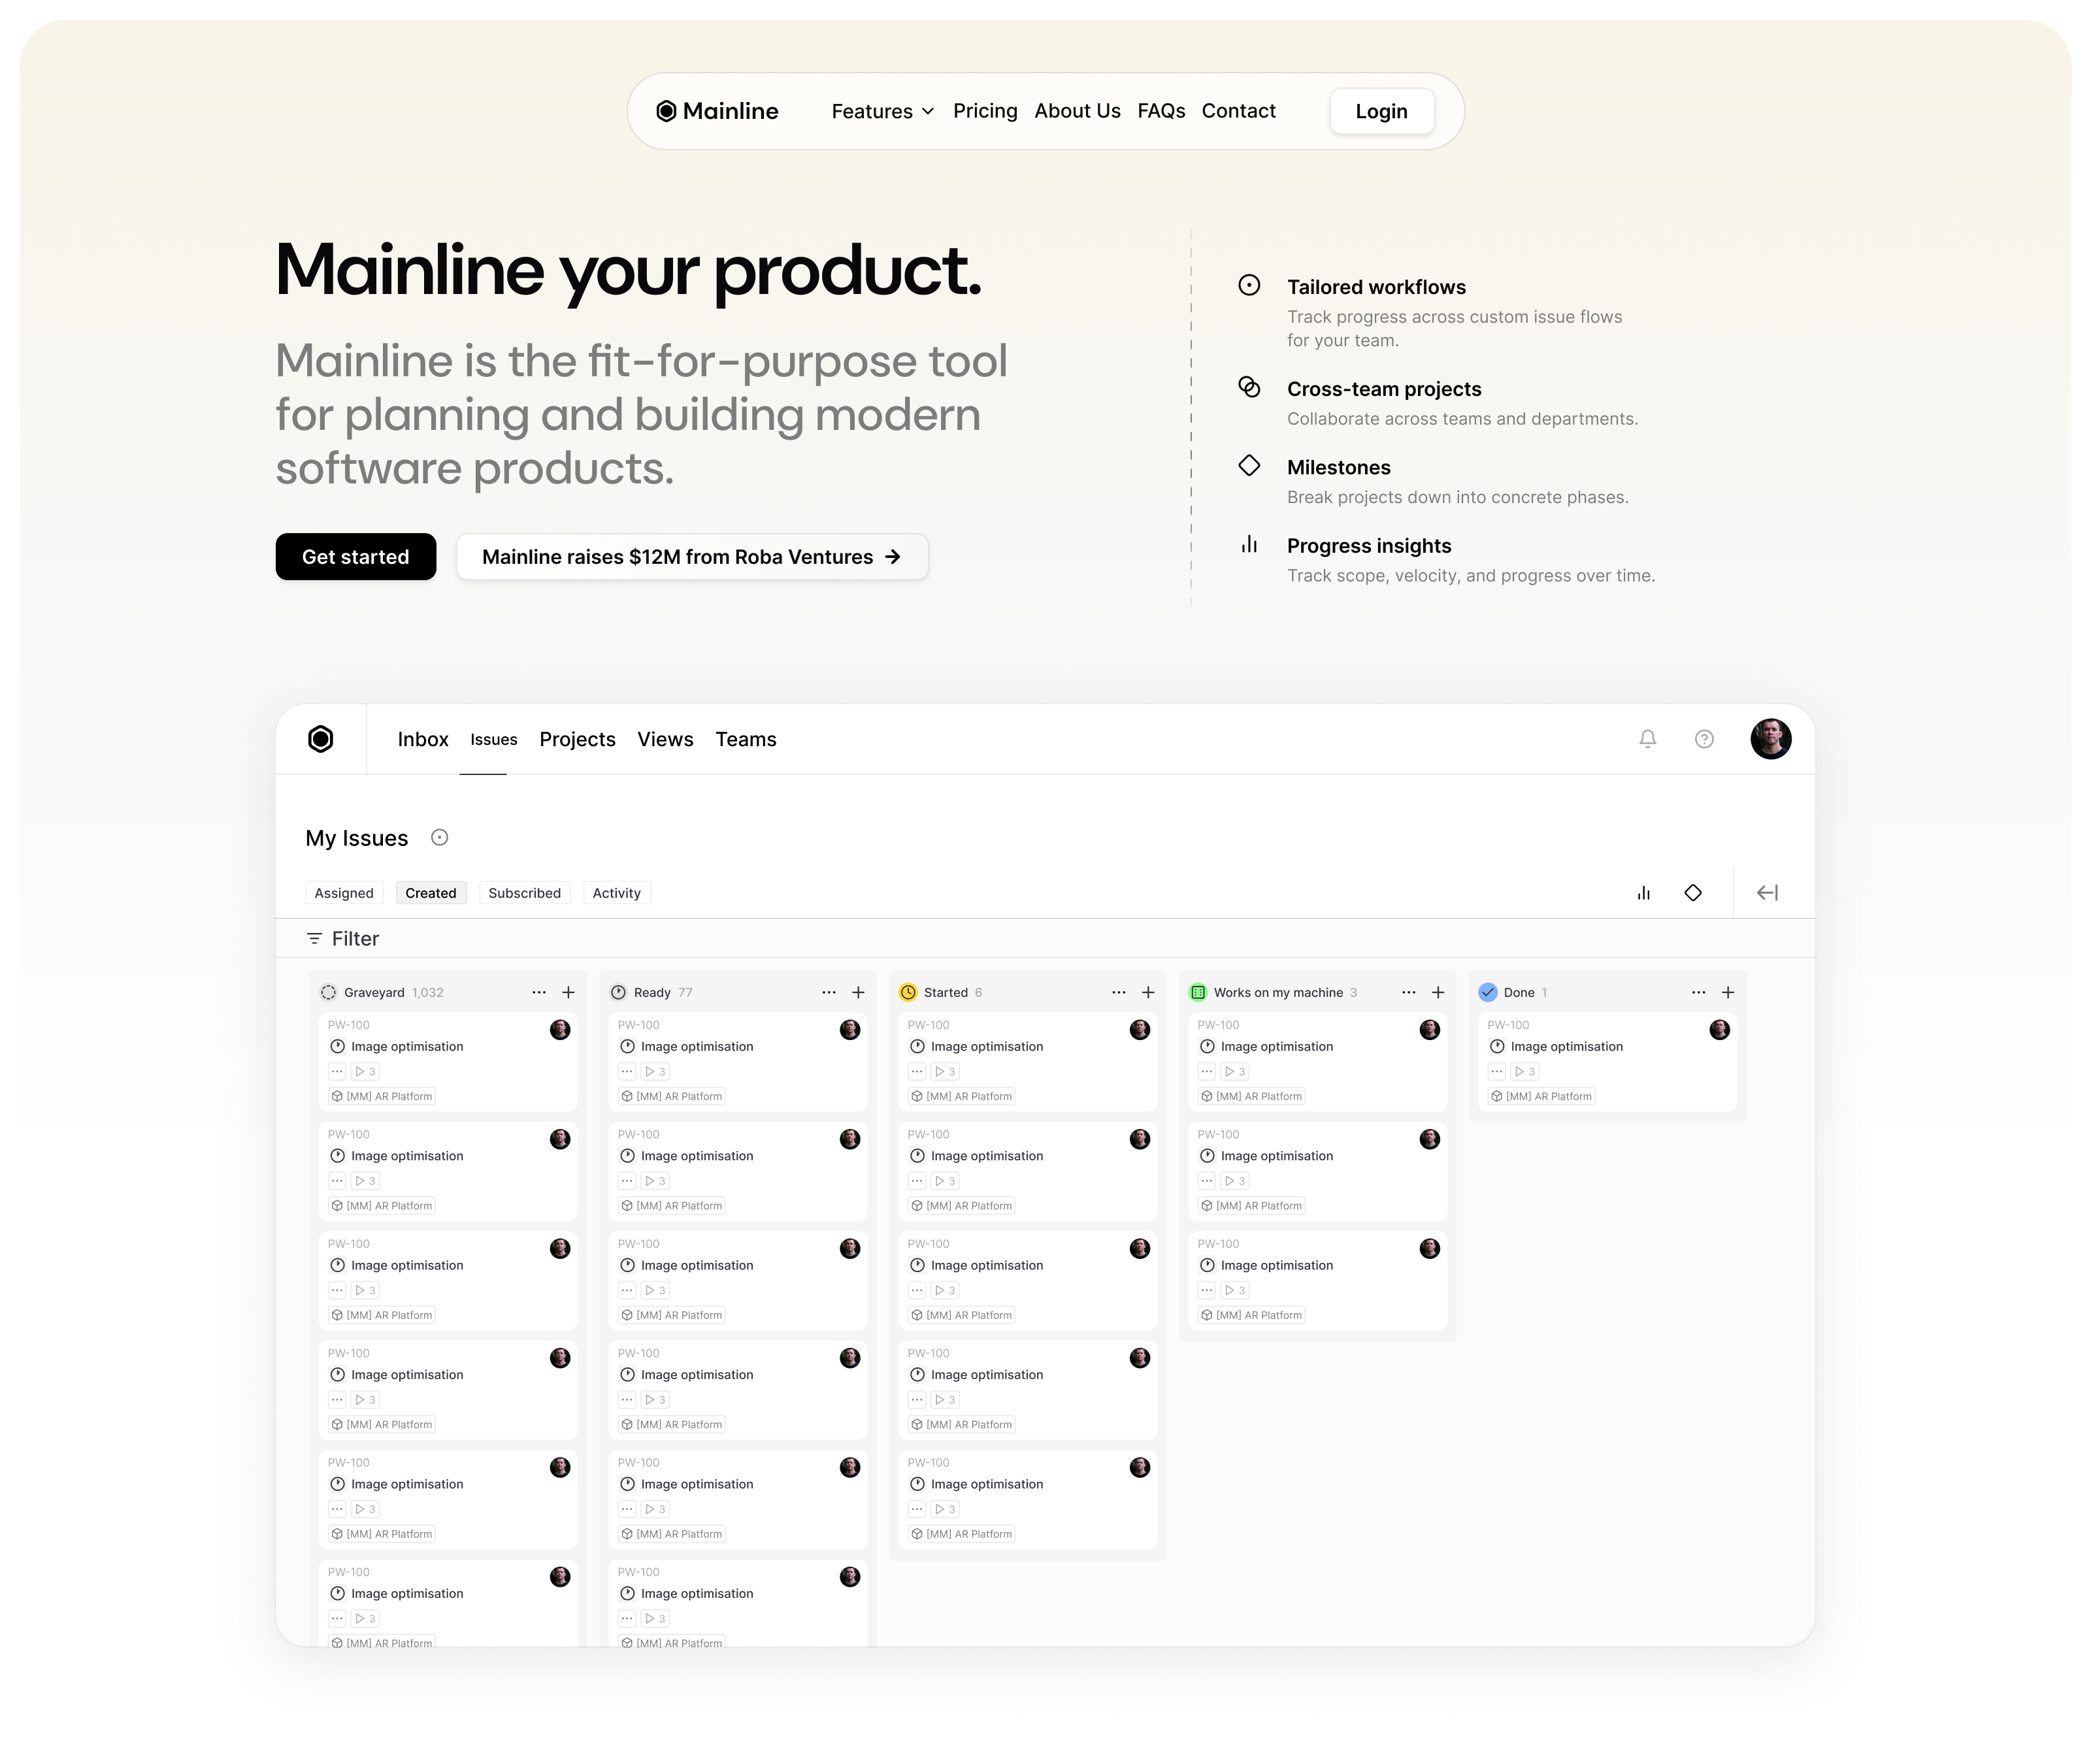 Mainline
Features Pricing About Us FAQs Contact
Login
Mainline your product.
Mainline is the fit-for-purpose tool
for planning and building modern
software products.
Get started
Mainline raises $12M from Roba Ventures →
Tailored workflows
Track progress across custom issue flows
for your team.
Cross-team projects
Collaborate across teams and departments.
Milestones
Break projects down into concrete phases.
Progress insights
Track scope, velocity, and progress over time.
Inbox Issues Projects Views Teams
My Issues
Assigned Created Subscribed Activity
Filter
Graveyard 1,032
PW-100
Image optimisation
3
[MM] AR Platform
PW-100
Image optimisation
3
[MM] AR Platform
PW-100
Image optimisation
3
[MM] AR Platform
PW-100
Image optimisation
3
[MM] AR Platform
PW-100
Image optimisation
3
[MM] AR Platform
PW-100
Image optimisation
3
[MM] AR Platform
Ready 77
PW-100
Image optimisation
3
[MM] AR Platform
PW-100
Image optimisation
3
[MM] AR Platform
PW-100
Image optimisation
3
[MM] AR Platform
PW-100
Image optimisation
3
[MM] AR Platform
PW-100
Image optimisation
3
[MM] AR Platform
PW-100
Image optimisation
3
[MM] AR Platform
Started 6
PW-100
Image optimisation
3
[MM] AR Platform
PW-100
Image optimisation
3
[MM] AR Platform
PW-100
Image optimisation
3
[MM] AR Platform
PW-100
Image optimisation
3
[MM] AR Platform
PW-100
Image optimisation
3
[MM] AR Platform
Works on my machine 3
PW-100
Image optimisation
3
[MM] AR Platform
PW-100
Image optimisation
3
[MM] AR Platform
PW-100
Image optimisation
3
[MM] AR Platform
Done 1
PW-100
Image optimisation
3
[MM] AR Platform